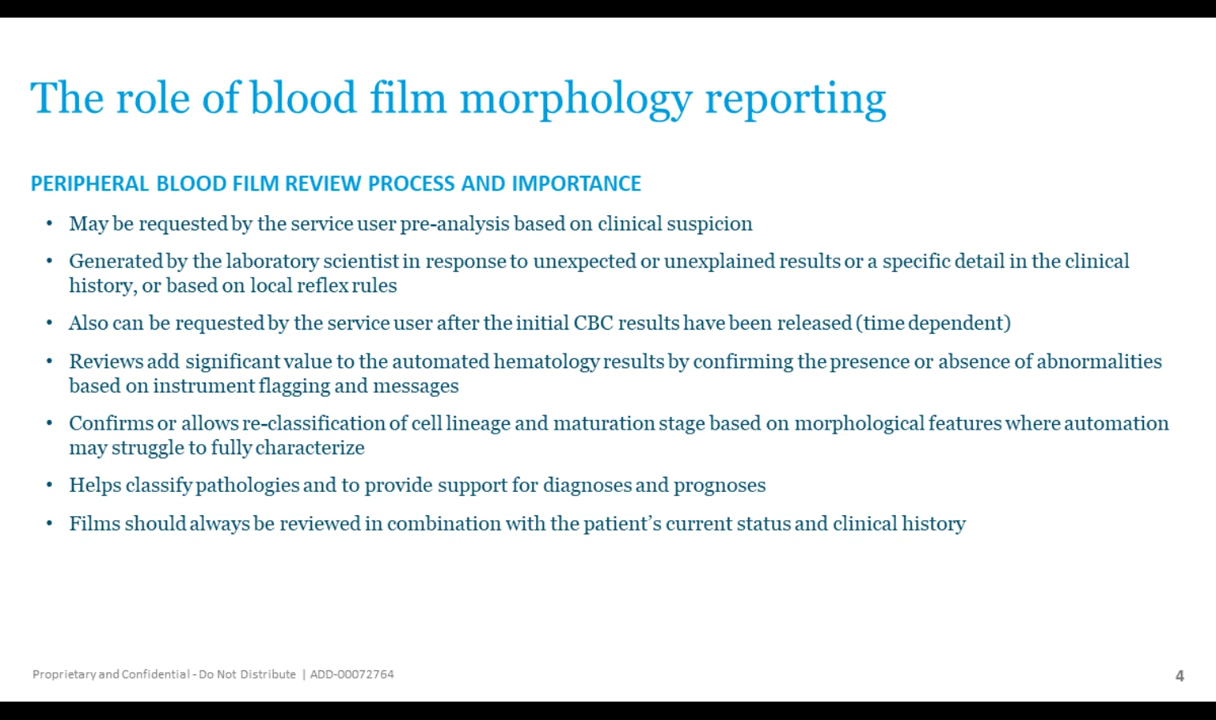 The role of blood film morphology reporting
PERIPHERAL BLOOD FILM REVIEW PROCESS AND IMPORTANCE
• May be requested by the service user pre-analysis based on clinical suspicion
• Generated by the laboratory scientist in response to unexpected or unexplained results or a specific detail in the clinical
history, or based on local reflex rules
• Also can be requested by the service user after the initial CBC results have been released (time dependent)
• Reviews add significant value to the automated hematology results by confirming the presence or absence of abnormalities
based on instrument flagging and messages
• Confirms or allows re-classification of cell lineage and maturation stage based on morphological features where automation
may struggle to fully characterize
• Helps classify pathologies and to provide support for diagnoses and prognoses
• Films should always be reviewed in combination with the patient’s current status and clinical history
Proprietary and Confidential - Do Not Distribute | ADD-00072764
4